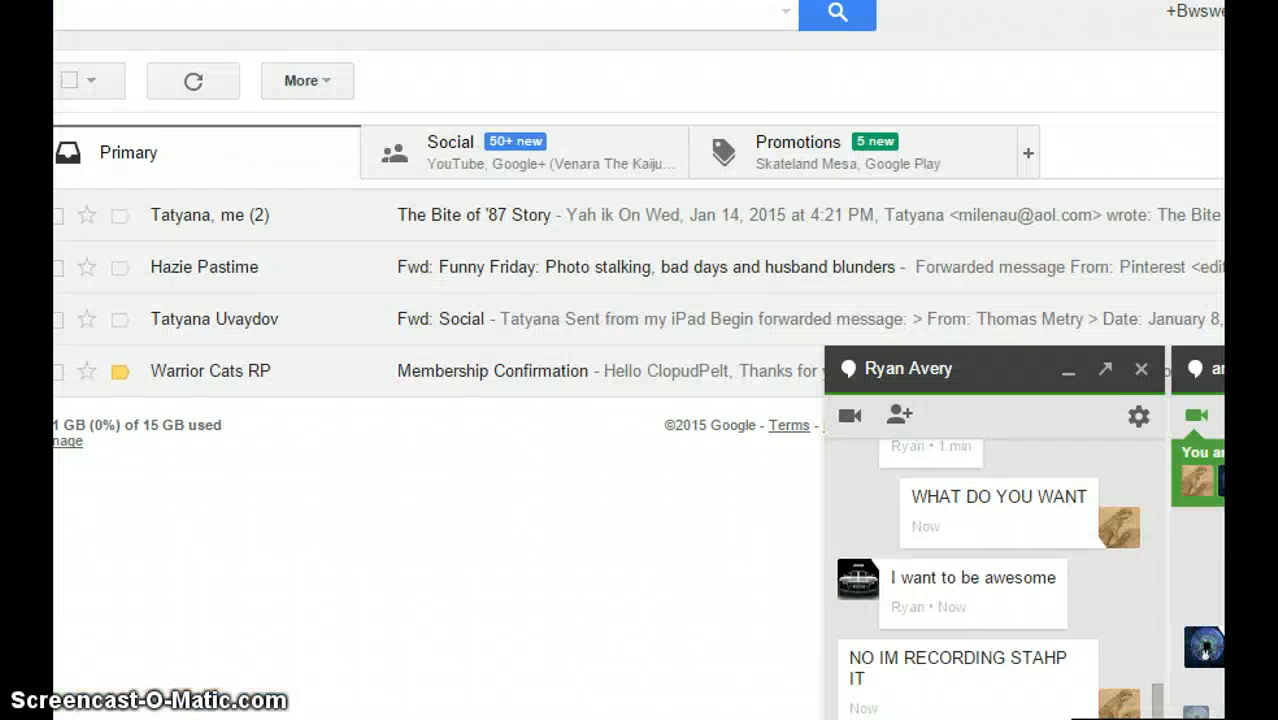 +Bwswe
More
Primary
Social 50+ new
YouTube, Google+ (Venara The Kaiju...
Promotions 5 new
Skateland Mesa, Google Play
+
Tatyana, me (2) The Bite of '87 Story - Yah ik On Wed, Jan 14, 2015 at 4:21 PM, Tatyana <milenau@aol.com> wrote: The Bite
Hazie Pastime Fwd: Funny Friday: Photo stalking, bad days and husband blunders - Forwarded message From: Pinterest <edit
Tatyana Uvaydov Fwd: Social - Tatyana Sent from my iPad Begin forwarded message: > From: Thomas Metry > Date: January 8,
Warrior Cats RP Membership Confirmation - Hello ClopudPelt, Thanks for y
1 GB (0%) of 15 GB used
nage
©2015 Google - Terms -
Ryan Avery
Ryan • 1 min
WHAT DO YOU WANT
Now
I want to be awesome
Ryan • Now
NO IM RECORDING STAHP
IT
Now
ar
You ar
Screencast-O-Matic.com